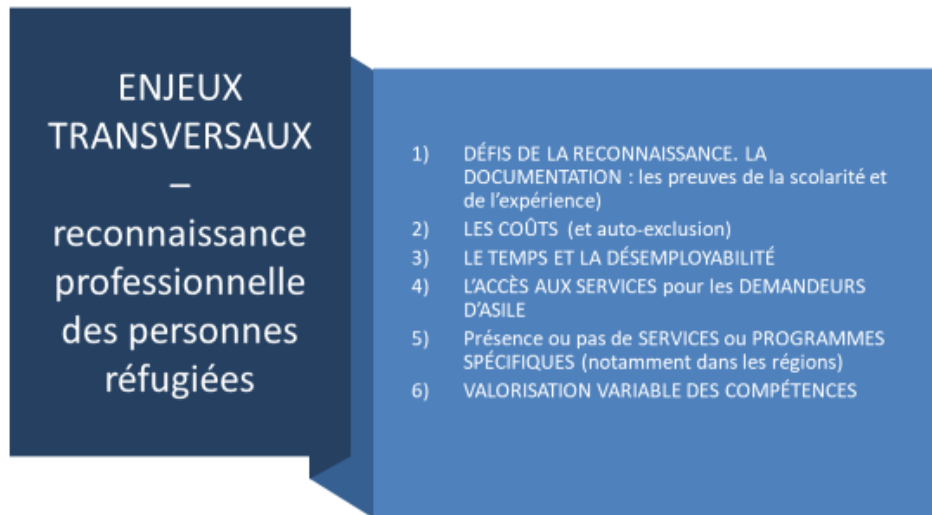 ENJEUX
TRANSVERSAUX
–
reconnaissance
professionnelle
des personnes
réfugiées
1) DÉFIS DE LA RECONNAISSANCE. LA
DOCUMENTATION : les preuves de la scolarité et
de l'expérience)
2) LES COÛTS (et auto-exclusion)
3) LE TEMPS ET LA DÉSEMPLOYABILITÉ
4) L'ACCÈS AUX SERVICES pour les DEMANDEURS
D'ASILE
5) Présence ou pas de SERVICES ou PROGRAMMES
SPÉCIFIQUES (notamment dans les régions)
6) VALORISATION VARIABLE DES COMPÉTENCES